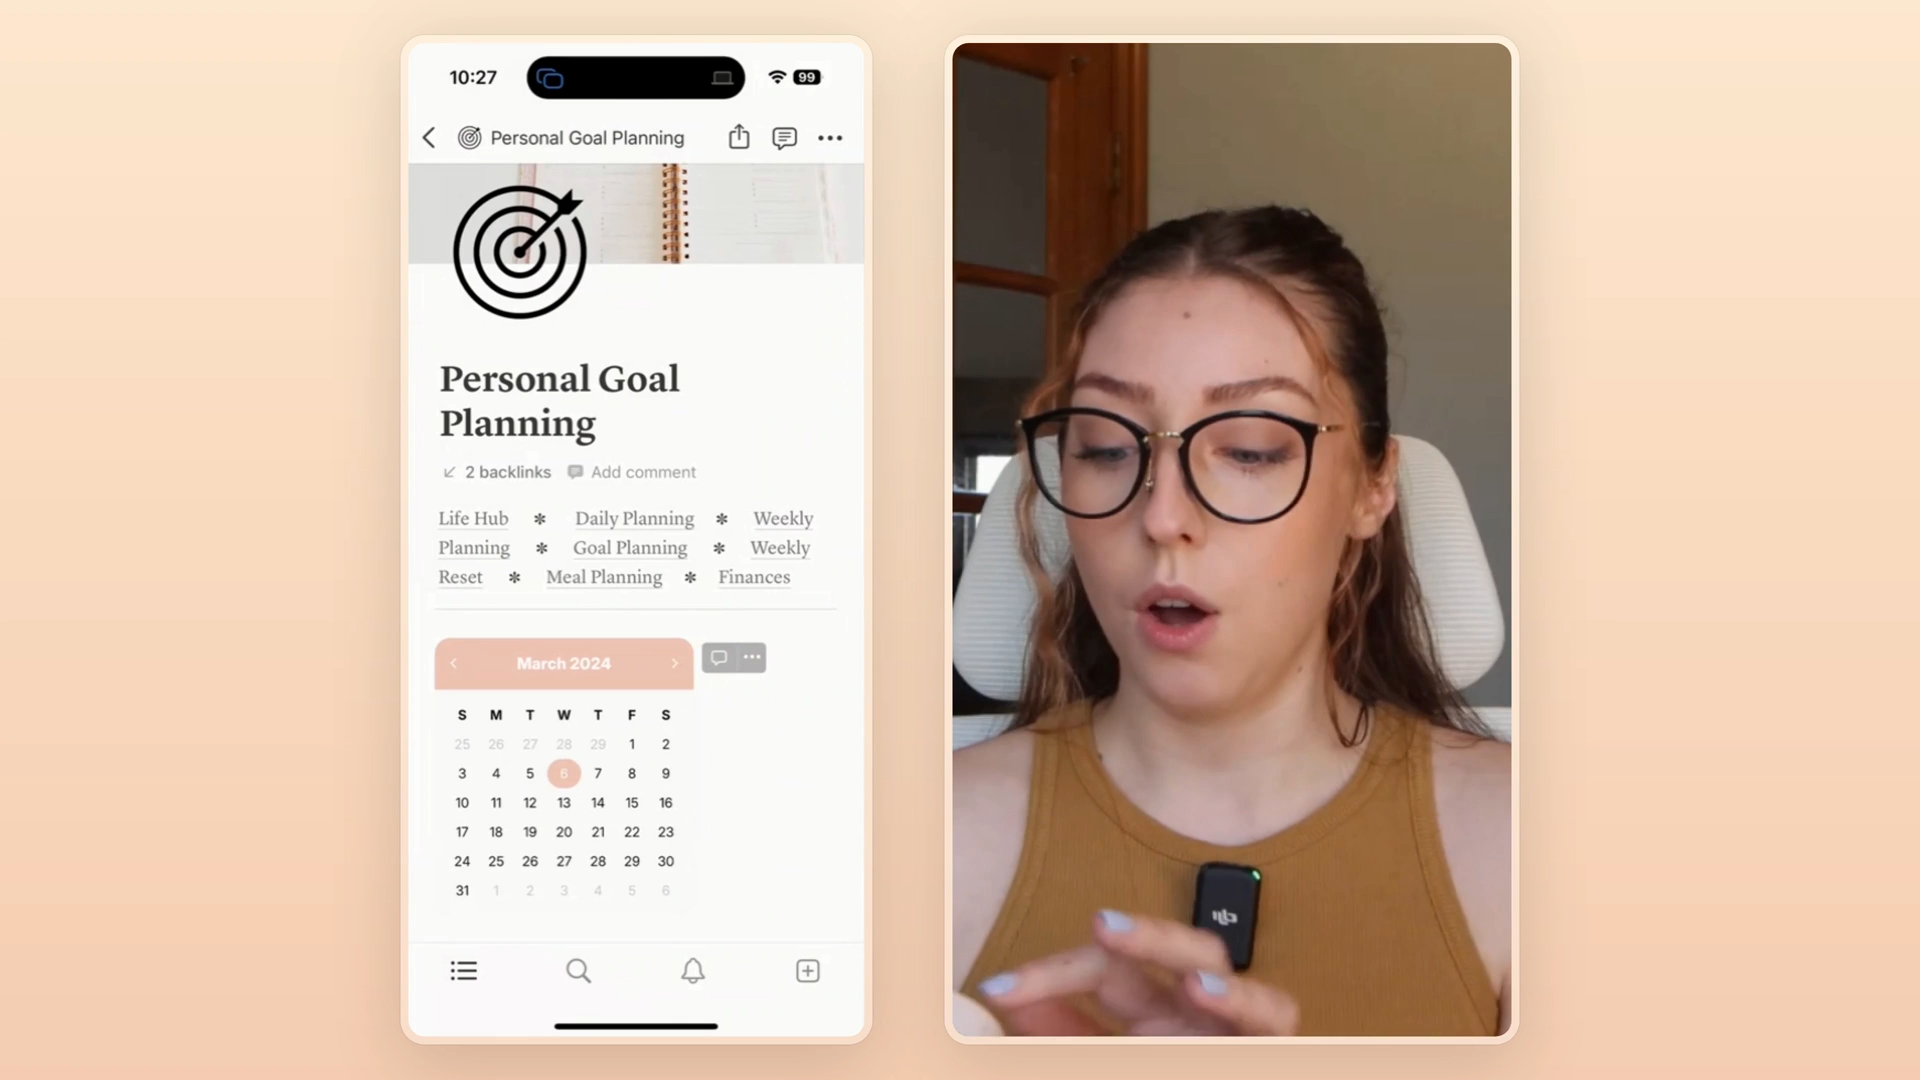 10:27
99
Personal Goal Planning
Personal Goal
Planning
2 backlinks Add comment
Life Hub * Daily Planning * Weekly
Planning * Goal Planning * Weekly
Reset * Meal Planning * Finances
March 2024
S M T W T F S
25 26 27 28 29 1 2
3 4 5 6 7 8 9
10 11 12 13 14 15 16
17 18 19 20 21 22 23
24 25 26 27 28 29 30
31 1 2 3 4 5 6
dji